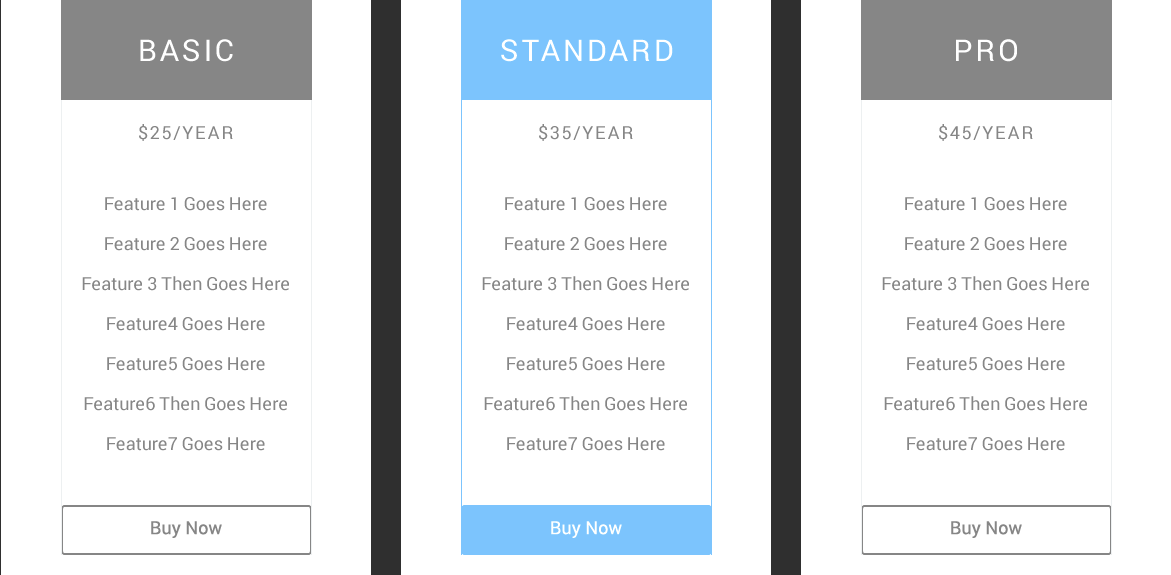 BASIC
$25/YEAR
Feature 1 Goes Here
Feature 2 Goes Here
Feature 3 Then Goes Here
Feature4 Goes Here
Feature5 Goes Here
Feature6 Then Goes Here
Feature7 Goes Here
Buy Now
STANDARD
$35/YEAR
Feature 1 Goes Here
Feature 2 Goes Here
Feature 3 Then Goes Here
Feature4 Goes Here
Feature5 Goes Here
Feature6 Then Goes Here
Feature7 Goes Here
Buy Now
PRO
$45/YEAR
Feature 1 Goes Here
Feature 2 Goes Here
Feature 3 Then Goes Here
Feature4 Goes Here
Feature5 Goes Here
Feature6 Then Goes Here
Feature7 Goes Here
Buy Now